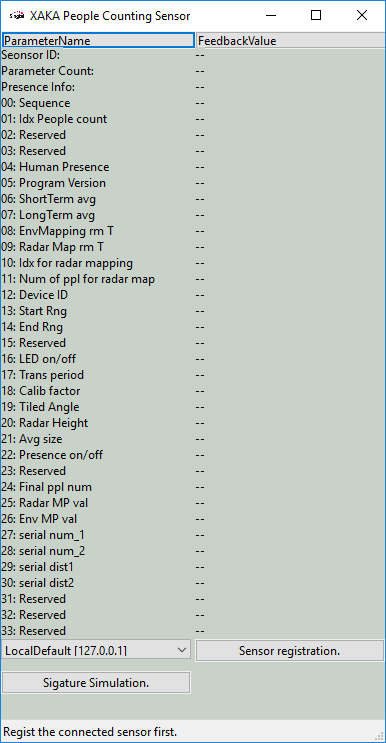 XAKA People Counting Sensor
ParameterName FeedbackValue
Seonsor ID: --
Parameter Count: --
Presence Info: --
00: Sequence --
01: Idx People count --
02: Reserved --
03: Reserved --
04: Human Presence --
05: Program Version --
06: ShortTerm avg --
07: LongTerm avg --
08: EnvMapping rm T --
09: Radar Map rm T --
10: Idx for radar mapping --
11: Num of ppl for radar map --
12: Device ID --
13: Start Rng --
14: End Rng --
15: Reserved --
16: LED on/off --
17: Trans period --
18: Calib factor --
19: Tiled Angle --
20: Radar Height --
21: Avg size --
22: Presence on/off --
23: Reserved --
24: Final ppl num --
25: Radar MP val --
26: Env MP val --
27: serial num_1 --
28: serial num_2 --
29: serial dist1 --
30: serial dist2 --
31: Reserved --
32: Reserved --
33: Reserved --
LocalDefault [127.0.0.1] Sensor registration.
Sigature Simulation.
Regist the connected sensor first.